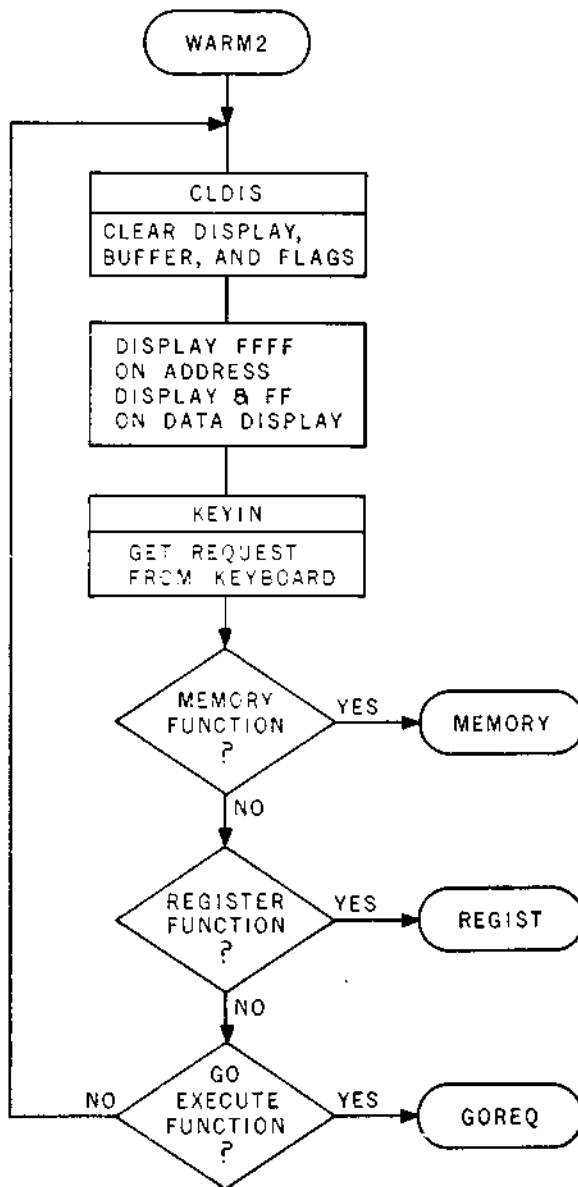 WARM2
CLDIS
CLEAR DISPLAY,
BUFFER, AND FLAGS
DISPLAY FFFF
ON ADDRESS
DISPLAY & FF
ON DATA DISPLAY
KEYIN
GET REQUEST
FROM KEYBOARD
MEMORY
FUNCTION
?
YES
MEMORY
NO
REGISTER
FUNCTION
?
YES
REGIST
NO
GO
EXECUTE
FUNCTION
?
NO
YES
GOREQ